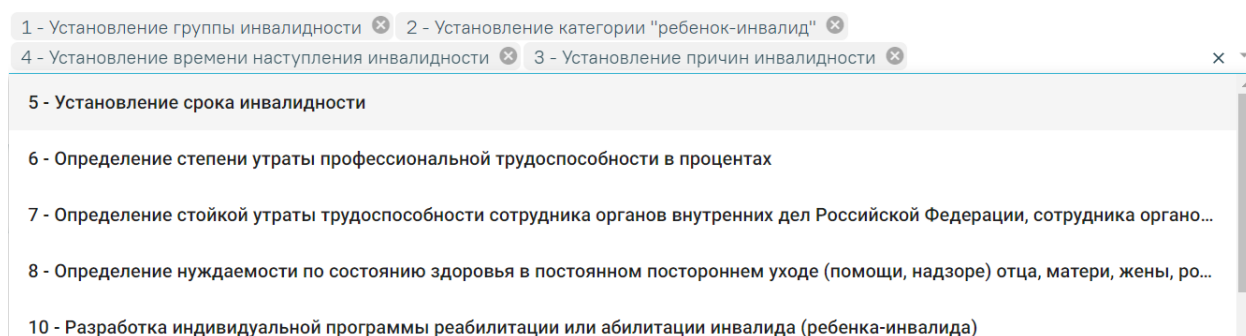 1 - Установление группы инвалидности 2 - Установление категории "ребенок-инвалид"
4 - Установление времени наступления инвалидности 3 - Установление причин инвалидности
5 - Установление срока инвалидности
6 - Определение степени утраты профессиональной трудоспособности в процентах
7 - Определение стойкой утраты трудоспособности сотрудника органов внутренних дел Российской Федерации, сотрудника органо...
8 - Определение нуждаемости по состоянию здоровья в постоянном постороннем уходе (помощи, надзоре) отца, матери, жены, ро...
10 - Разработка индивидуальной программы реабилитации или абилитации инвалида (ребенка-инвалида)